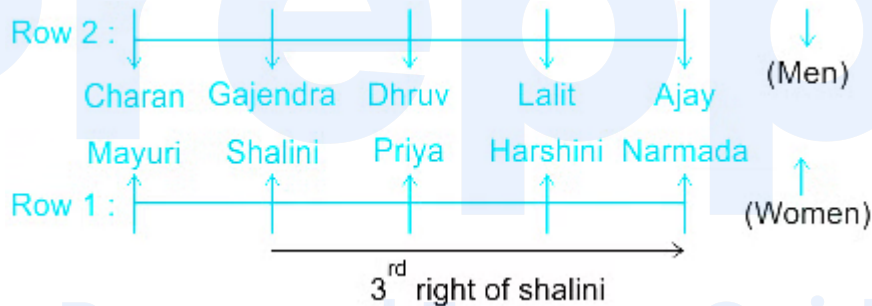 Row 2 :
(Men)
Charan Gajendra Dhruv Lalit Ajay
Mayuri Shalini Priya Harshini Narmada
Row 1 :
(Women)
3rd right of shalini